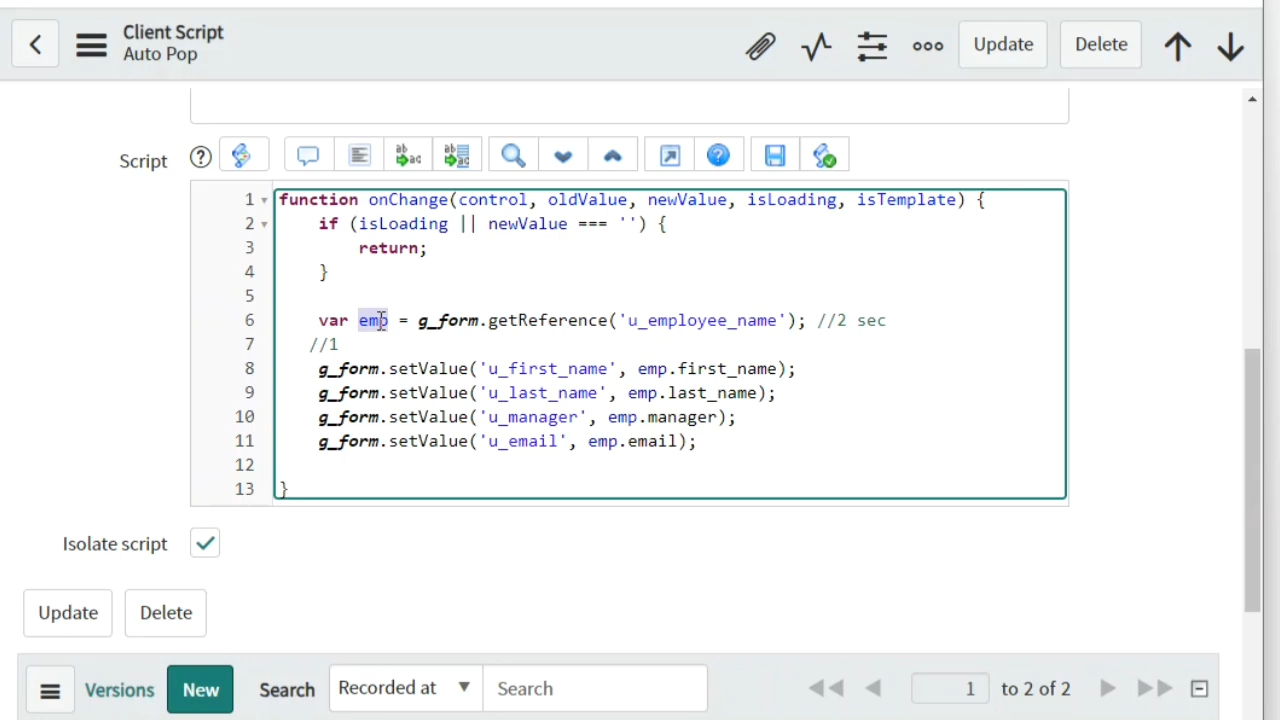 Client Script
Auto Pop
Update
Delete
Script
1 function onChange(control, oldValue, newValue, isLoading, isTemplate) {
2 if (isLoading || newValue === '') {
3 return;
4 }
5
6 var emp = g_form.getReference('u_employee_name'); //2 sec
7 //1
8 g_form.setValue('u_first_name', emp.first_name);
9 g_form.setValue('u_last_name', emp.last_name);
10 g_form.setValue('u_manager', emp.manager);
11 g_form.setValue('u_email', emp.email);
12
13 }
Isolate script
Update
Delete
Versions New Search Recorded at Search 1 to 2 of 2